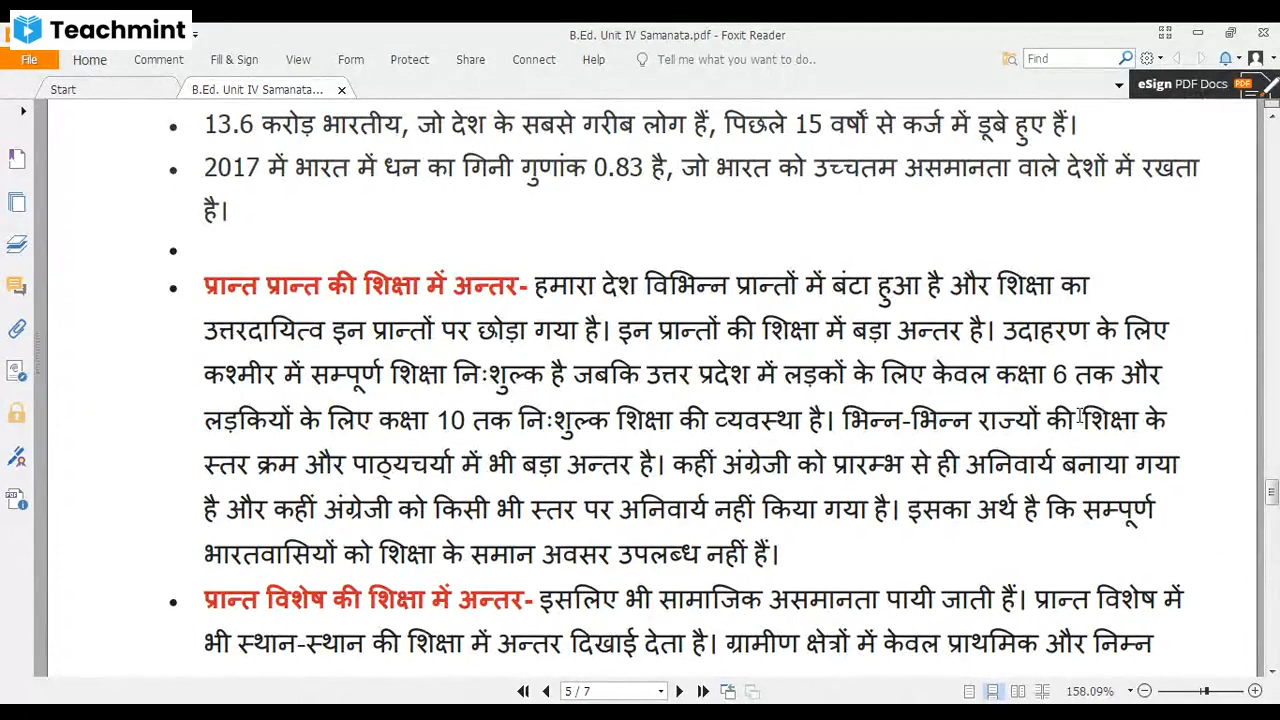 Teachmint
B.Ed. Unit IV Samanata.pdf - Foxit Reader
File Home Comment Fill & Sign View Form Protect Share Connect Help Tell me what you want to do.. Find
Start B.Ed. Unit IV Samanata... eSign PDF Docs PDF
• 13.6 करोड़ भारतीय, जो देश के सबसे गरीब लोग हैं, पिछले 15 वर्षों से कर्ज में डूबे हुए हैं।
• 2017 में भारत में धन का गिनी गुणांक 0.83 है, जो भारत को उच्चतम असमानता वाले देशों में रखता
है।
•
• प्रान्त प्रान्त की शिक्षा में अन्तर- हमारा देश विभिन्न प्रान्तों में बंटा हुआ है और शिक्षा का
उत्तरदायित्व इन प्रान्तों पर छोड़ा गया है। इन प्रान्तों की शिक्षा में बड़ा अन्तर है। उदाहरण के लिए
कश्मीर में सम्पूर्ण शिक्षा निःशुल्क है जबकि उत्तर प्रदेश में लड़कों के लिए केवल कक्षा 6 तक और
लड़कियों के लिए कक्षा 10 तक निःशुल्क शिक्षा की व्यवस्था है। भिन्न-भिन्न राज्यों की शिक्षा के
स्तर क्रम और पाठ्यचर्या में भी बड़ा अन्तर है। कहीं अंग्रेजी को प्रारम्भ से ही अनिवार्य बनाया गया
है और कहीं अंग्रेजी को किसी भी स्तर पर अनिवार्य नहीं किया गया है। इसका अर्थ है कि सम्पूर्ण
भारतवासियों को शिक्षा के समान अवसर उपलब्ध नहीं हैं।
• प्रान्त विशेष की शिक्षा में अन्तर- इसलिए भी सामाजिक असमानता पायी जाती हैं। प्रान्त विशेष में
भी स्थान-स्थान की शिक्षा में अन्तर दिखाई देता है। ग्रामीण क्षेत्रों में केवल प्राथमिक और निम्न
5 / 7 158.09%